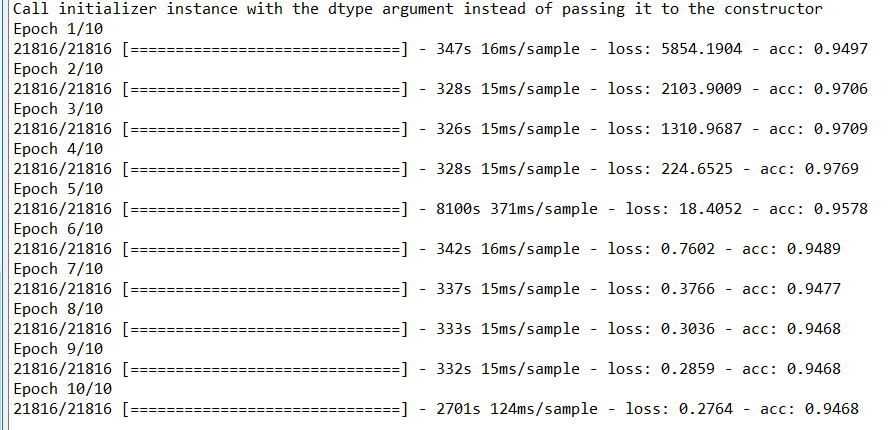 Call initializer instance with the dtype argument instead of passing it to the constructor
Epoch 1/10
21816/21816 [==============================] - 347s 16ms/sample - loss: 5854.1904 - acc: 0.9497
Epoch 2/10
21816/21816 [==============================] - 328s 15ms/sample - loss: 2103.9009 - acc: 0.9706
Epoch 3/10
21816/21816 [==============================] - 326s 15ms/sample - loss: 1310.9687 - acc: 0.9709
Epoch 4/10
21816/21816 [==============================] - 328s 15ms/sample - loss: 224.6525 - acc: 0.9769
Epoch 5/10
21816/21816 [==============================] - 8100s 371ms/sample - loss: 18.4052 - acc: 0.9578
Epoch 6/10
21816/21816 [==============================] - 342s 16ms/sample - loss: 0.7602 - acc: 0.9489
Epoch 7/10
21816/21816 [==============================] - 337s 15ms/sample - loss: 0.3766 - acc: 0.9477
Epoch 8/10
21816/21816 [==============================] - 333s 15ms/sample - loss: 0.3036 - acc: 0.9468
Epoch 9/10
21816/21816 [==============================] - 332s 15ms/sample - loss: 0.2859 - acc: 0.9468
Epoch 10/10
21816/21816 [==============================] - 2701s 124ms/sample - loss: 0.2764 - acc: 0.9468